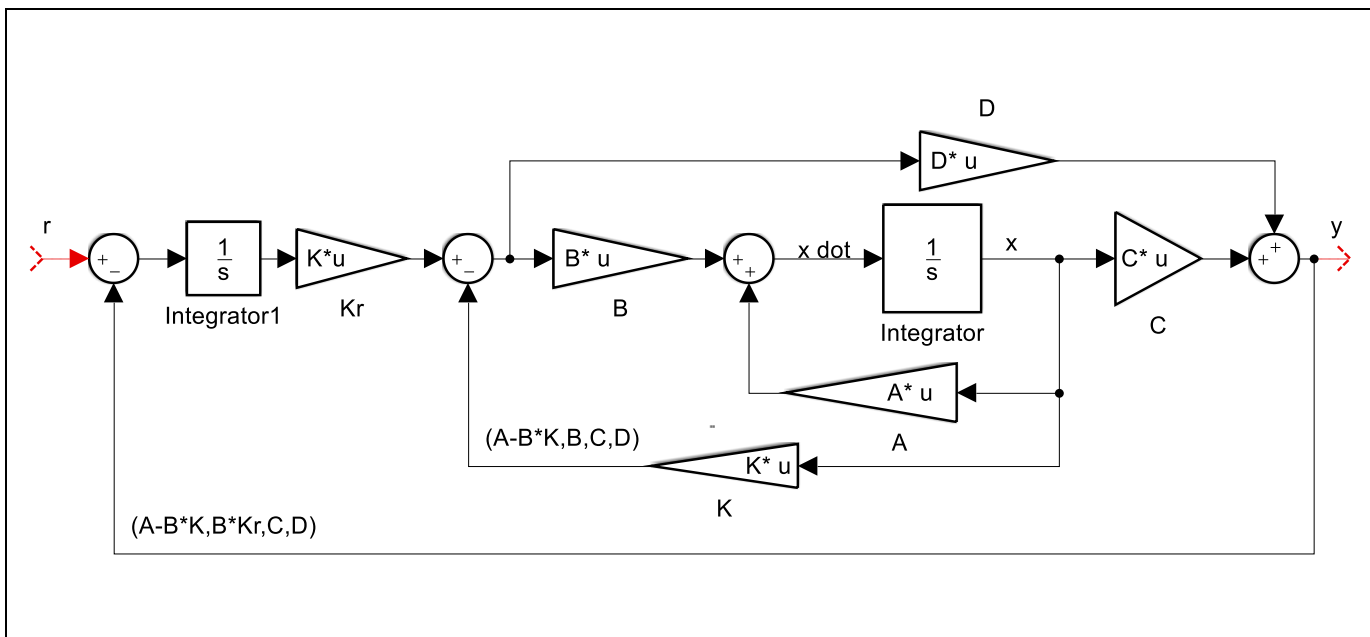 D
D* u
r
y
+
−
1
s
K*u
+
−
B* u
+
+
x dot
1
s
x
C* u
+
+
Integrator1
Kr
B
Integrator
C
A* u
A
(A-B*K,B,C,D)
K* u
K
(A-B*K,B*Kr,C,D)